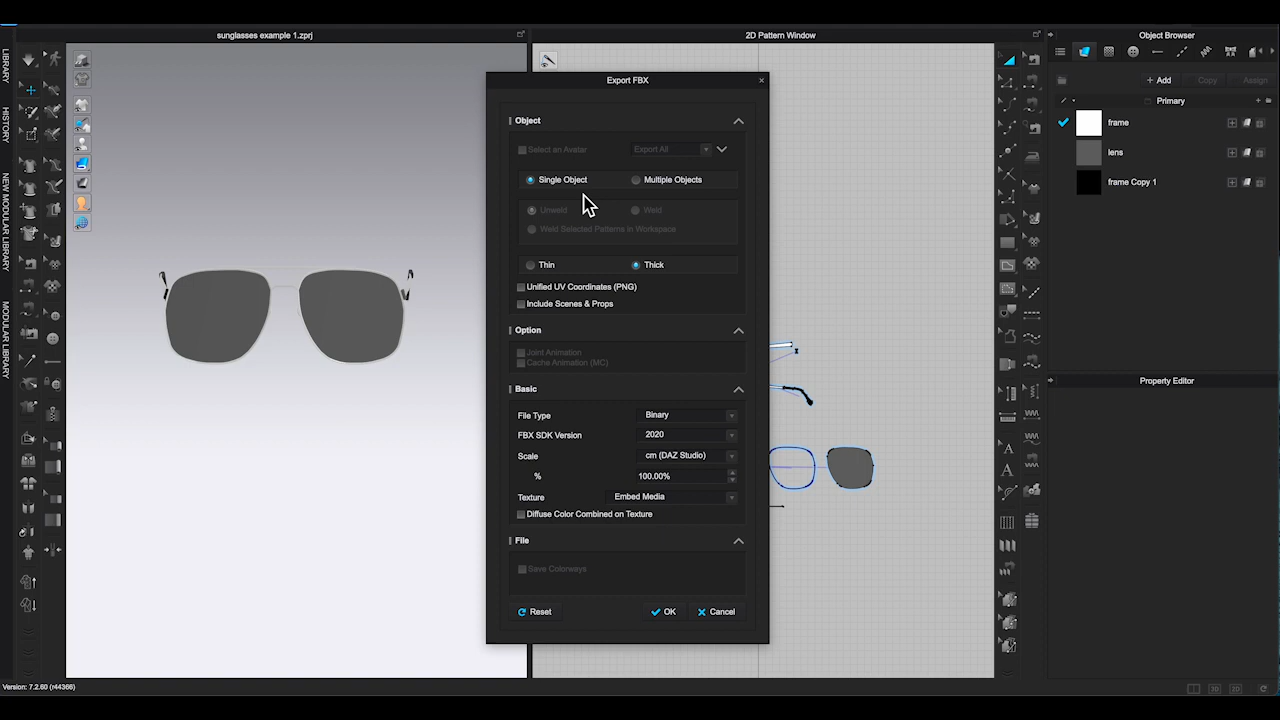 sunglasses example 1.zprj
2D Pattern Window
Object Browser
LIBRARY
HISTORY
NEW MODULAR LIBRARY
MODULAR LIBRARY
Export FBX
Object
Select an Avatar
Export All
Single Object
Multiple Objects
Unweld
Weld
Weld Selected Patterns in Workspace
Thin
Thick
Unified UV Coordinates (PNG)
Include Scenes & Props
Option
Joint Animation
Cache Animation (MC)
Basic
File Type
Binary
FBX SDK Version
2020
Scale
cm (DAZ Studio)
%
100.00%
Texture
Embed Media
Diffuse Color Combined on Texture
File
Save Colorways
Reset
OK
Cancel
+ Add
Copy
Assign
Primary
frame
lens
frame Copy 1
Property Editor
Version: 7.2.60 (r44366)
3D
2D